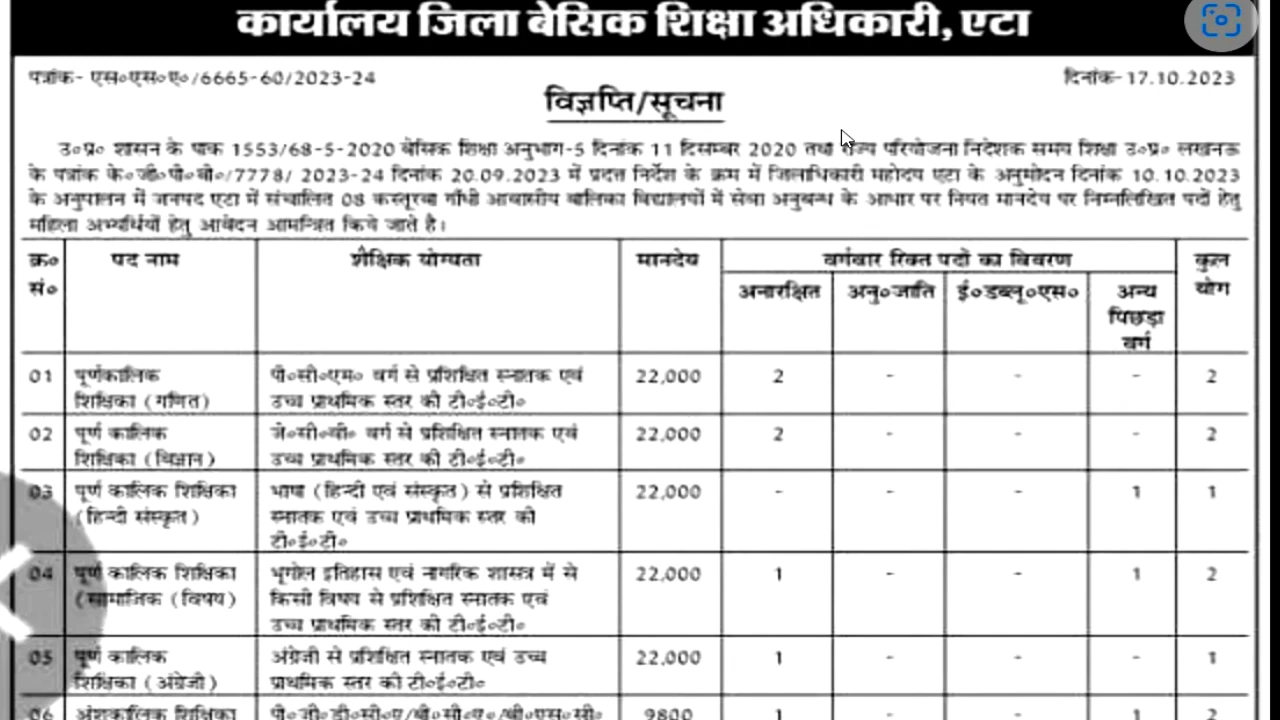 कार्यालय जिला बेसिक शिक्षा अधिकारी, एटा
पत्रांक- एस०एस०ए०/6665-60/2023-24 दिनांक-17.10.2023
विज्ञप्ति/सूचना
उ०प्र० शासन के पाक 1553/68-5-2020 बेसिक शिक्षा अनुभाग-5 दिनांक 11 दिसम्बर 2020 तथा राज्य परियोजना निदेशक समग्र शिक्षा उ०प्र० लखनऊ
के पत्रांक के०जी०पी०वी०/7778/ 2023-24 दिनांक 20.09.2023 में प्रदत्त निर्देश के क्रम में जिलाधिकारी महोदय एटा के अनुमोदन दिनांक 10.10.2023
के अनुपालन में जनपद एटा में संचालित 08 कस्तूरबा गाँधी आवासीय बालिका विद्यालयों में सेवा अनुबन्ध के आधार पर नियत मानदेय पर निम्नलिखित पदों हेतु
महिला अभ्यर्थियों हेतु आवेदन आमन्त्रित किये जाते है।
क्र० सं० पद नाम शैक्षिक योग्यता मानदेय वर्गवार रिक्त पदों का विवरण कुल योग
अनारक्षित अनु०जाति ई०डब्लू०एस० अन्य पिछड़ा वर्ग
01 पूर्णकालिक पी०सी०एम० वर्ग से प्रशिक्षित स्नातक एवं 22,000 2 - - - 2
शिक्षिका (गणित) उच्च प्राथमिक स्तर की टी०ई०टी०
02 पूर्ण कालिक जे०सी०बी० वर्ग से प्रशिक्षित स्नातक एवं 22,000 2 - - - 2
शिक्षिका (विज्ञान) उच्च प्राथमिक स्तर की टी०ई०टी०
03 पूर्ण कालिक शिक्षिका भाषा (हिन्दी एवं संस्कृत) से प्रशिक्षित 22,000 - - - 1 1
(हिन्दी संस्कृत) स्नातक एवं उच्च प्राथमिक स्तर की
टी०ई०टी०
04 पूर्ण कालिक शिक्षिका भूगोल इतिहास एवं नागरिक शास्त्र में से 22,000 1 - - 1 2
(सामाजिक (विषय) किसी विषय से प्रशिक्षित स्नातक एवं
उच्च प्राथमिक स्तर की टी०ई०टी०
05 पूर्ण कालिक अंग्रेजी से प्रशिक्षित स्नातक एवं उच्च 22,000 1 - - - 1
शिक्षिका (अंग्रेजी) प्राथमिक स्तर की टी०ई०टी०
06 अंशकालिक शिक्षिका पी०जी०डी०सी०ए/बी०सी०ए०/बी०एस०सी० 9800 1 - - 1 2